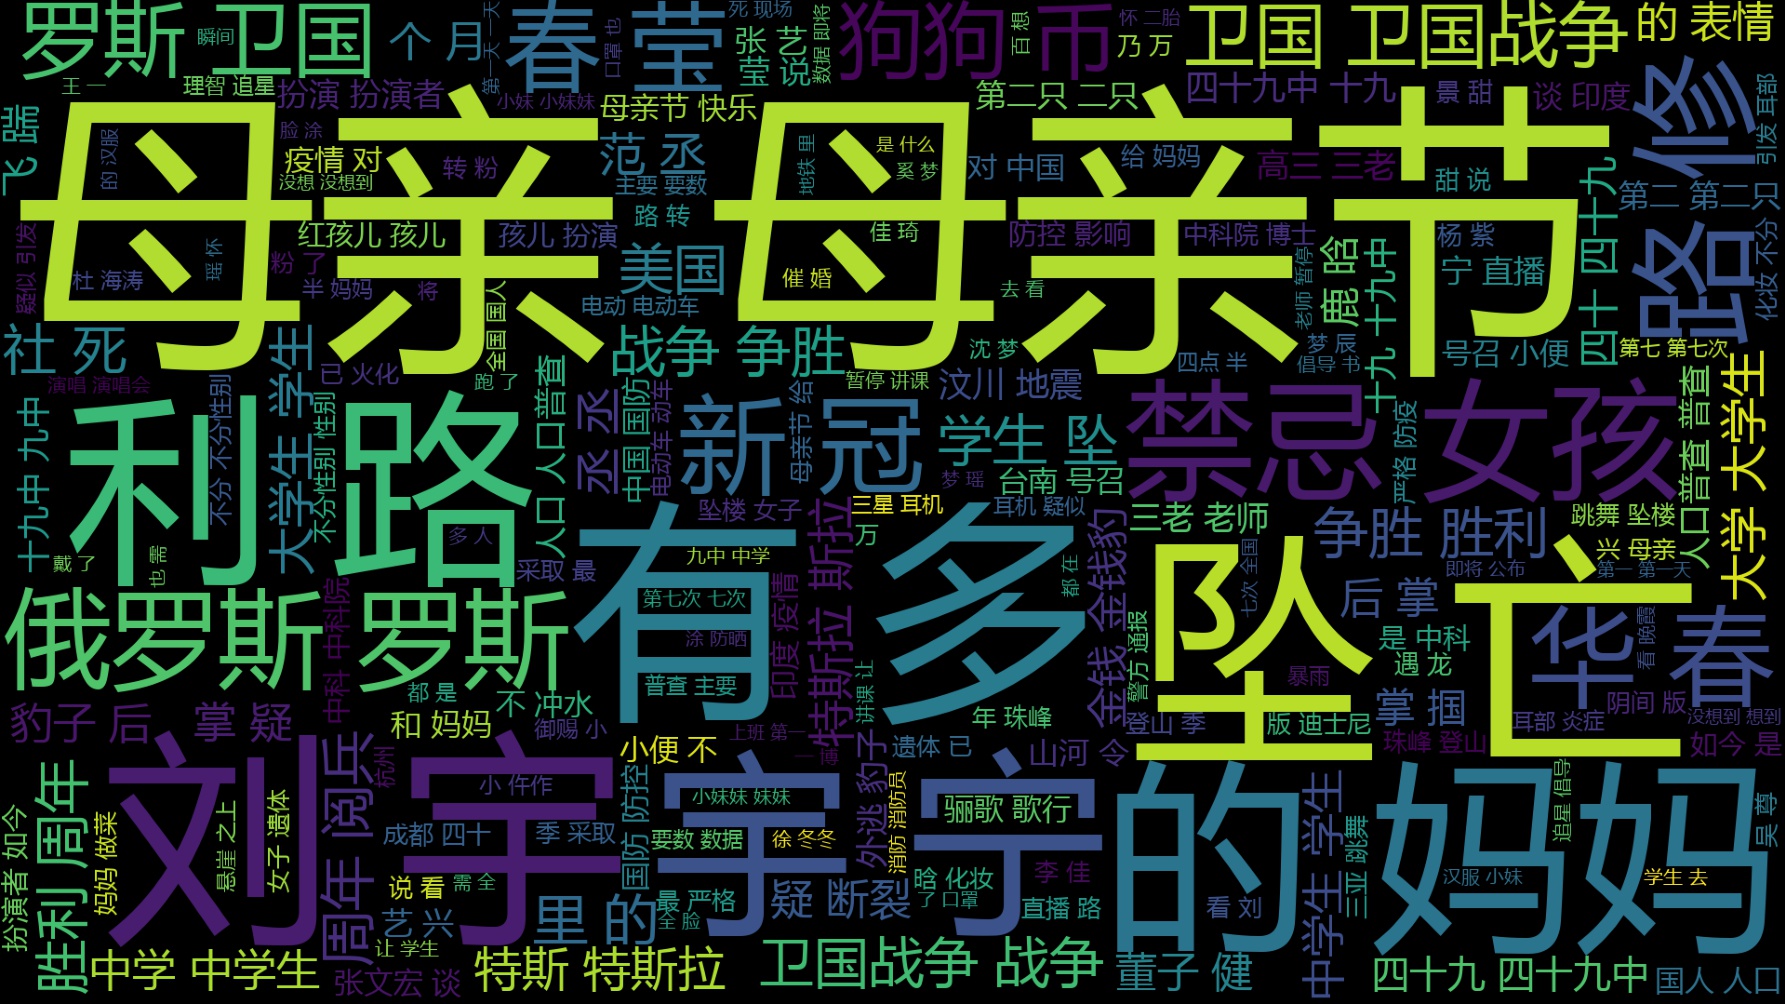 罗斯 卫国
瞬间
个 月
第一天 一天
春 莹
口罩 也
死 现场
张 艺
莹 说
数据 即将
狗狗 币
百 想
怀 二胎
乃 万
卫国 卫国战争
的 表情
王 一
理智 追星
扮演 扮演者
小妹 小妹妹
母亲节 快乐
第二只 二只
四十九中 十九
景 甜
谈 印度
路 修
引发 耳部
飞 踹
母亲 母亲节
的 汉服
脸 涂
疫情 对
没想 没想到
转 粉
范 丞
主要 要数
地铁 里
是 什么
奚 梦
对 中国
给 妈妈
高三 三老
甜 说
四十 四十九
第二 第二只
疑似 引发
杜 海涛
瑶 怀
红孩儿 孩儿
粉 了
半 妈妈
将
孩儿 扮演
路 转
美国
电动 电动车
佳 琦
催 婚
防控 影响
去 看
中科院 博士
老师 暂停
鹿 晗
十九 十九中
杨 紫
宁 直播
化妆 不分
社 死
大学生 学生
已 火化
全国 国人
战争 争胜
沈 梦
四点 半
梦 辰
倡导 书
号召 小便
第七 第七次
演唱 演唱会
跑 了
暂停 讲课
汶川 地震
十九中 九中
利 路
不分 不分性别
不分性别 性别
人口 人口普查
丞 丞
中国 国防
电动车 动车
新 冠
母亲节 给
学生 坠
梦 瑶
台南 号召
禁忌 女孩
严格 防疫
普查 普查
人口普查
大学 大学生
戴 了
也 需
多 人
采取 最
坠楼 女子
有 多
九中 中学
第七次 七次
涂 防晒
三星 耳机
耳机 疑似
万
都 在
金钱 金钱豹
三老 老师
坠 亡
七次 全国
争胜 胜利
跳舞 坠楼
兴 母亲
即将 公布
第一 第一天
俄罗斯 罗斯
中科 中科院
都 是
不 冲水
印度 疫情
特斯拉 斯拉
普查 主要
讲课 让
年 珠峰
警方 通报
登山 季
暴雨
版 迪士尼
后 掌
是 中科
遇 龙
掌 掴
华 春
看 晚霞
阴间 版
耳部 炎症
没想到 想到
豹子 后
掌 疑
和 妈妈
御赐 小
上班 第一
小便 不
一 博
遗体 已
山河 令
珠峰 登山
如今 是
扮演者 如今
胜利 周年
妈妈 做菜
刘 宇
悬崖 之上
女子 遗体
周年 阅兵
杭州
小 仵作
成都 四十
季 采取
国防 防控
宇 宁
小妹妹 妹妹
要数 数据
徐 冬冬
外逃 豹子
消防 消防员
骊歌 歌行
的 妈妈
中学生 学生
三亚 跳舞
追星 倡导
吴 尊
说 看
需 全
最 严格
全 脸
疑 断裂
晗 化妆
了 口罩
李 佳
汉服 小妹
学生 去
艺 兴
里 的
直播 路
看 刘
中学 中学生
让 学生
张文宏 谈
特斯 特斯拉
卫国战争 战争
董子 健
四十九 四十九中
国人 人口